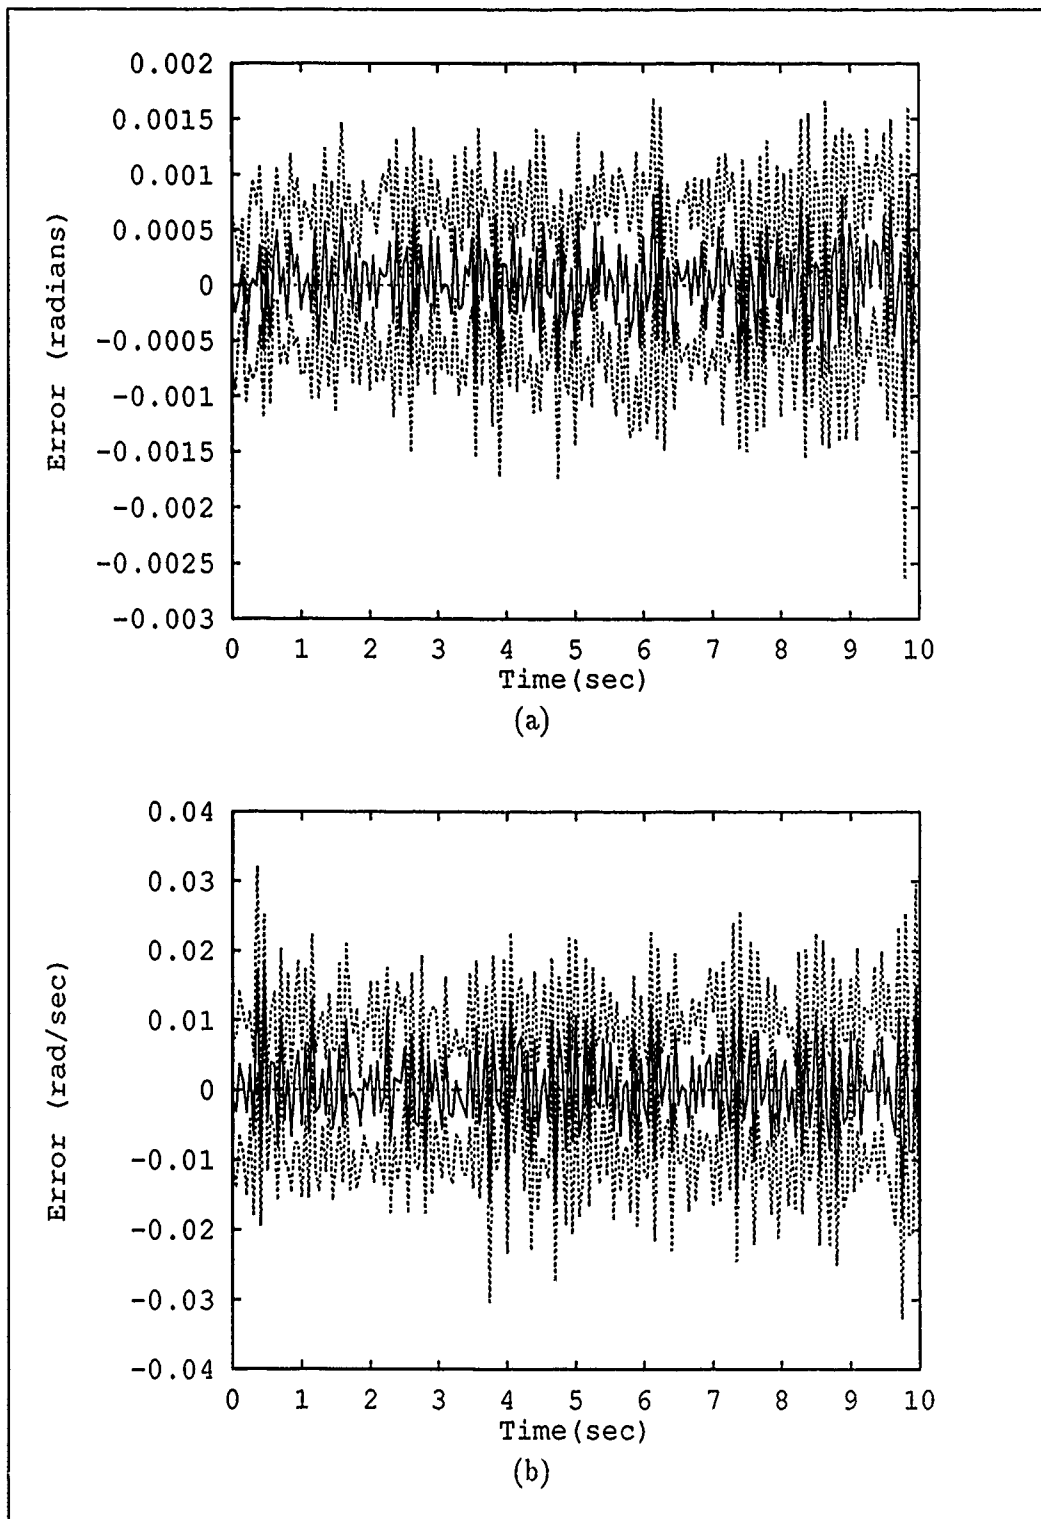 0.002
0.0015
0.001
0.0005
0
-0.0005
-0.001
-0.0015
-0.002
-0.0025
-0.003
Error (radians)
0 1 2 3 4 5 6 7 8 9 10
Time(sec)
(a)
0.04
0.03
0.02
0.01
0
-0.01
-0.02
-0.03
-0.04
Error (rad/sec)
0 1 2 3 4 5 6 7 8 9 10
Time(sec)
(b)